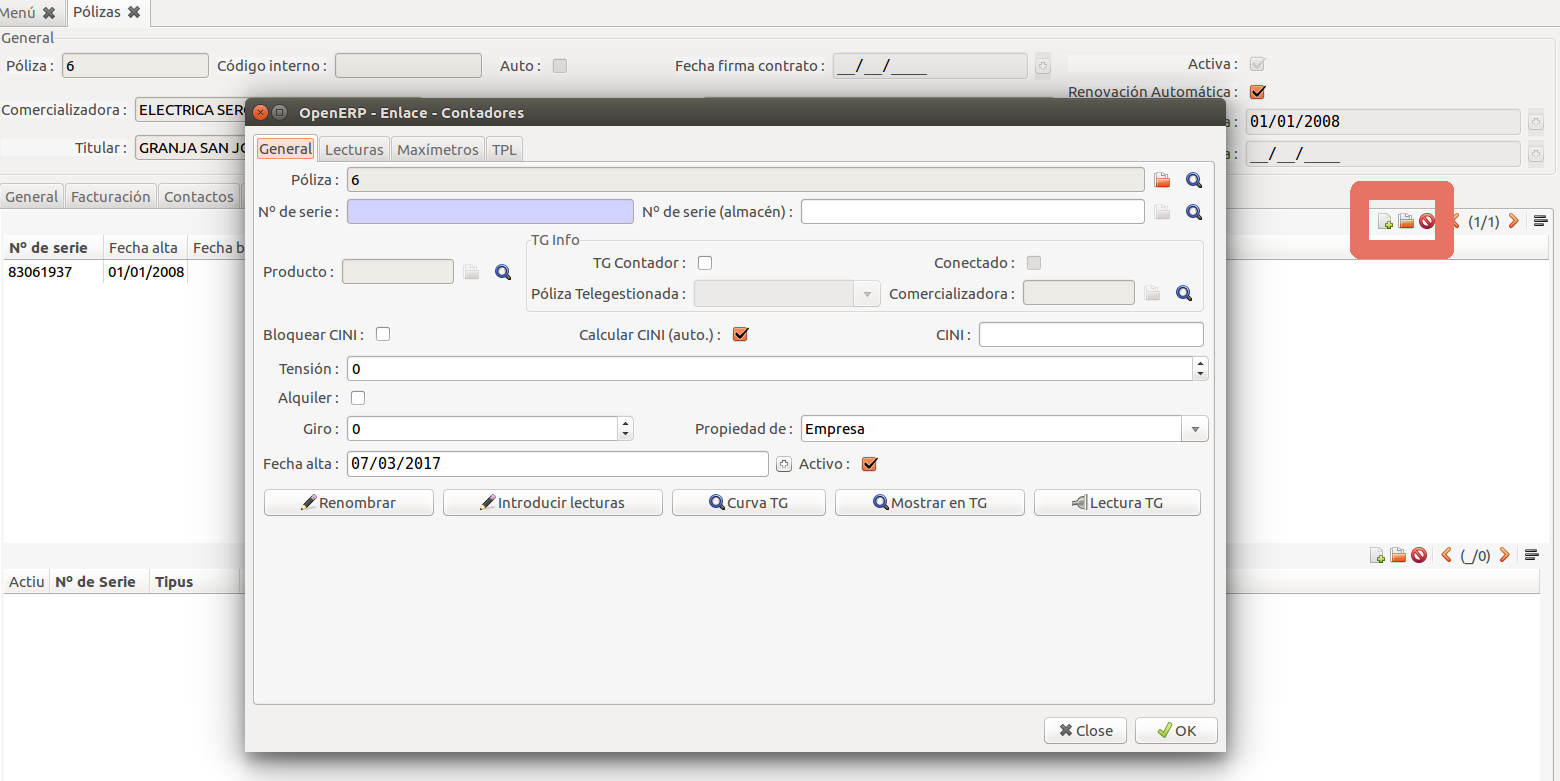 Menú Pólizas
General
Póliza : 6 Código interno : Auto : Fecha firma contrato : __/__/____ Activa :
Renovación Automática :
Comercializadora : ELECTRICA SERO a : 01/01/2008
Titular : GRANJA SAN JO a : __/__/____
General Facturación Contactos
(1/1)
Nº de serie Fecha alta Fecha b
83061937 01/01/2008
OpenERP - Enlace - Contadores
General Lecturas Maxímetros TPL
Póliza : 6
Nº de serie : Nº de serie (almacén) :
TG Info
Producto : TG Contador : Conectado :
Póliza Telegestionada : Comercializadora :
Bloquear CINI : Calcular CINI (auto.) : CINI :
Tensión : 0
Alquiler :
Giro : 0 Propiedad de : Empresa
Fecha alta : 07/03/2017 Activo :
Renombrar Introducir lecturas Curva TG Mostrar en TG Lectura TG
Close OK
(_/0)
Actiu Nº de Serie Tipus